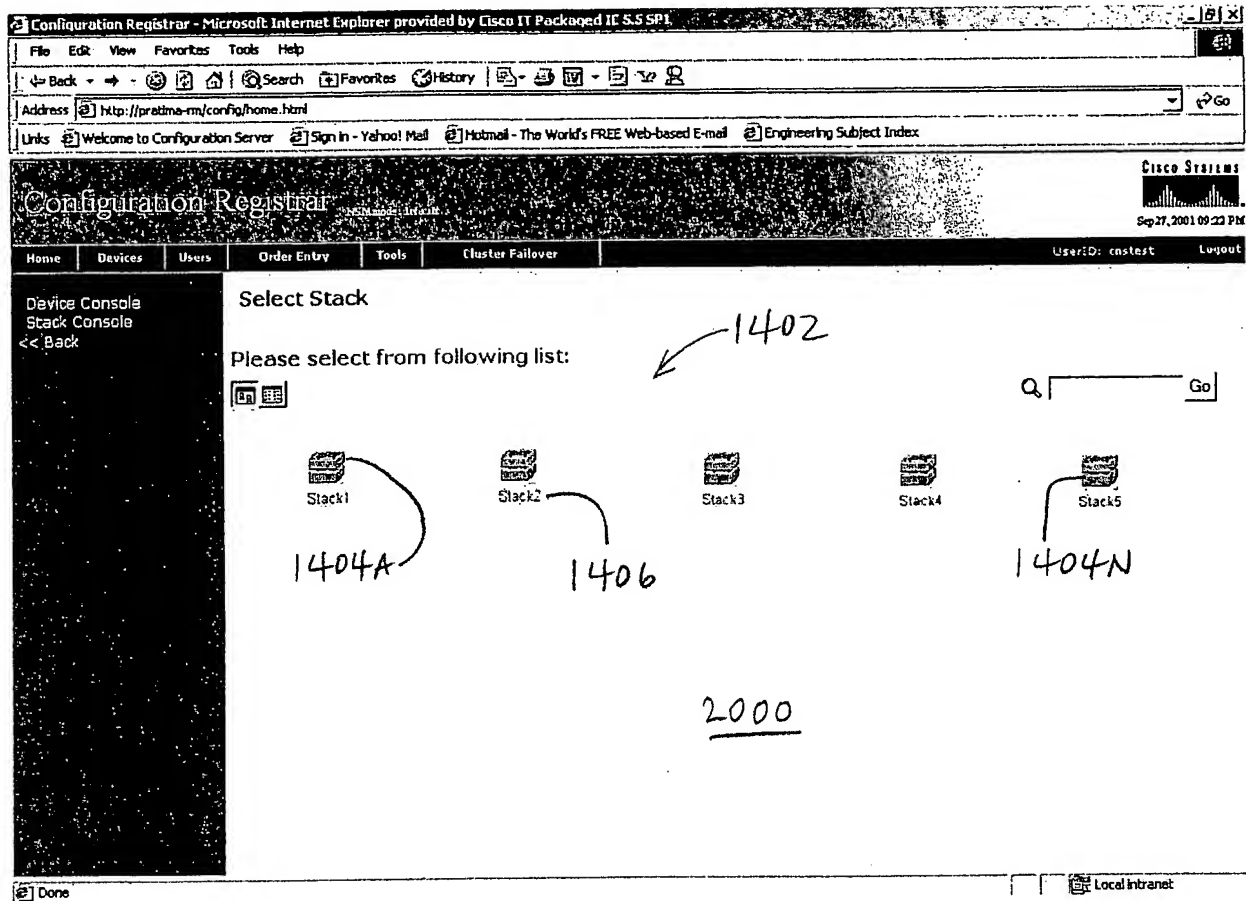 Configuration Registrar - Microsoft Internet Explorer provided by Cisco IT Packaged IE 5.5 SP1
File Edit View Favorites Tools Help
Back Search Favorites History
Address http://pratima-rm/config/home.html Go
Links Welcome to Configuration Server Sign in - Yahoo! Mail Hotmail - The World's FREE Web-based E-mail Engineering Subject Index
CISCO SYSTEMS
Configuration Registrar
Sep 27, 2001 09:22 PM
Home Devices Users Order Entry Tools Cluster Failover UserID: cnstest Logout
Device Console
Stack Console
<< Back
Select Stack
1402
Please select from following list:
Go
Stack1 Stack2 Stack3 Stack4 Stack5
1404A 1406 1404N
2000
Done Local intranet